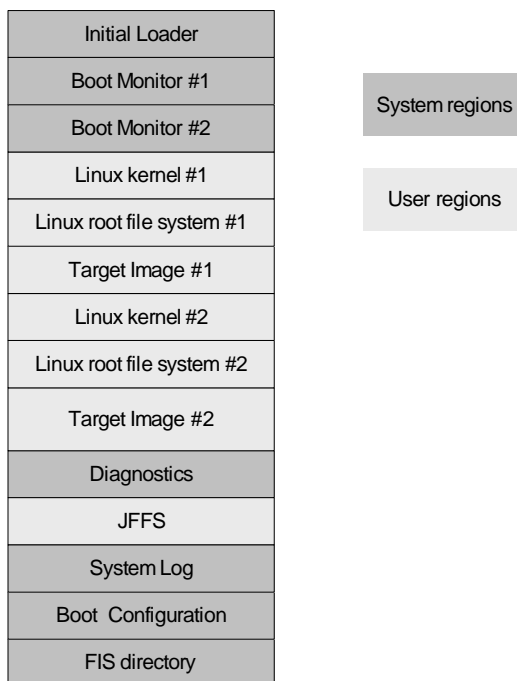 Initial Loader
Boot Monitor #1
Boot Monitor #2
Linux kernel #1
Linux root file system #1
Target Image #1
Linux kernel #2
Linux root file system #2
Target Image #2
Diagnostics
JFFS
System Log
Boot Configuration
FIS directory
System regions
User regions